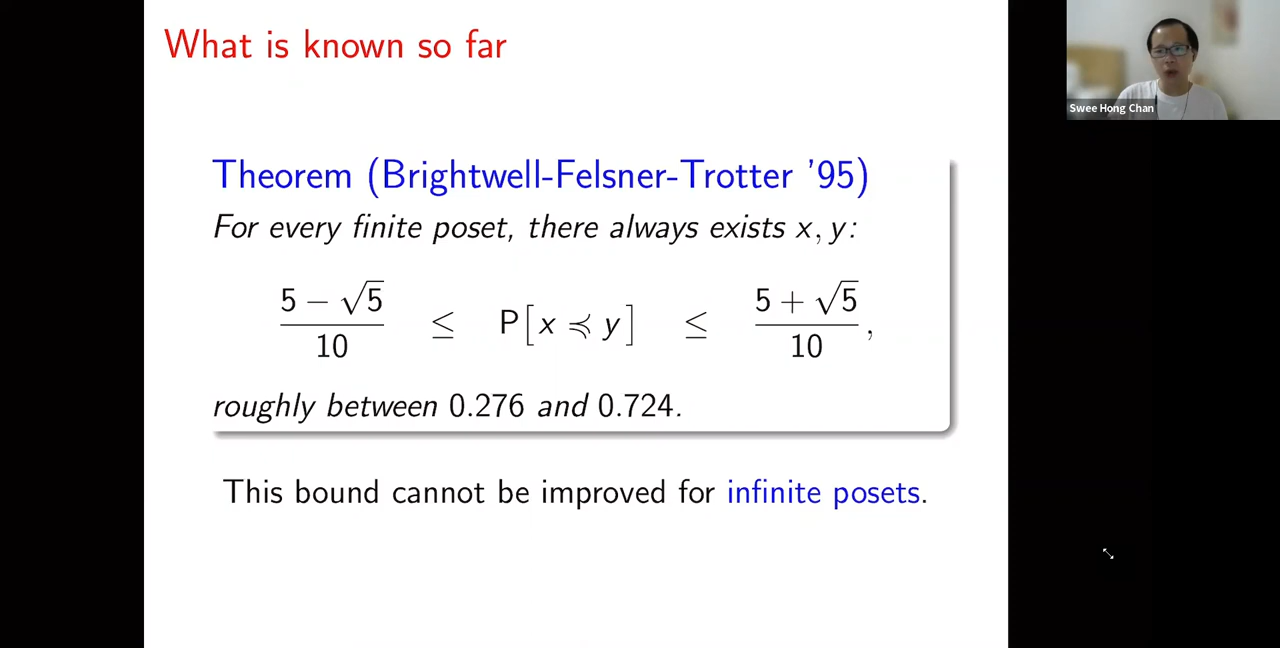 What is known so far
Swee Hong Chan
Theorem (Brightwell-Felsner-Trotter '95)
For every finite poset, there always exists x, y:
(5 − √5)/10 ≤ P[x ≼ y] ≤ (5 + √5)/10,
roughly between 0.276 and 0.724.
This bound cannot be improved for infinite posets.